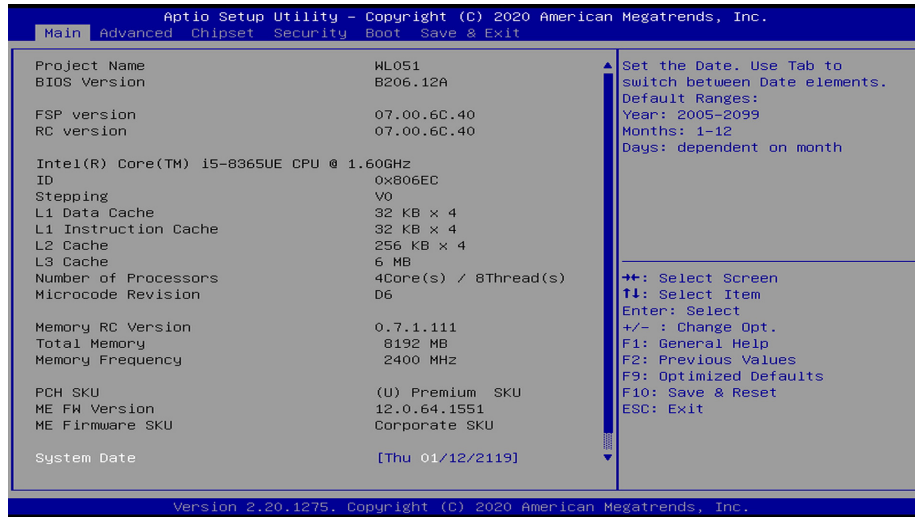 Aptio Setup Utility – Copyright (C) 2020 American Megatrends, Inc.
Main Advanced Chipset Security Boot Save & Exit
Project Name WL051
BIOS Version B206.12A
FSP version 07.00.6C.40
RC version 07.00.6C.40
Intel(R) Core(TM) i5-8365UE CPU @ 1.60GHz
ID 0x806EC
Stepping V0
L1 Data Cache 32 KB x 4
L1 Instruction Cache 32 KB x 4
L2 Cache 256 KB x 4
L3 Cache 6 MB
Number of Processors 4Core(s) / 8Thread(s)
Microcode Revision D6
Memory RC Version 0.7.1.111
Total Memory 8192 MB
Memory Frequency 2400 MHz
PCH SKU (U) Premium SKU
ME FW Version 12.0.64.1551
ME Firmware SKU Corporate SKU
System Date [Thu 01/12/2119]
Set the Date. Use Tab to
switch between Date elements.
Default Ranges:
Year: 2005-2099
Months: 1-12
Days: dependent on month
→←: Select Screen
↑↓: Select Item
Enter: Select
+/- : Change Opt.
F1: General Help
F2: Previous Values
F9: Optimized Defaults
F10: Save & Reset
ESC: Exit
Version 2.20.1275. Copyright (C) 2020 American Megatrends, Inc.